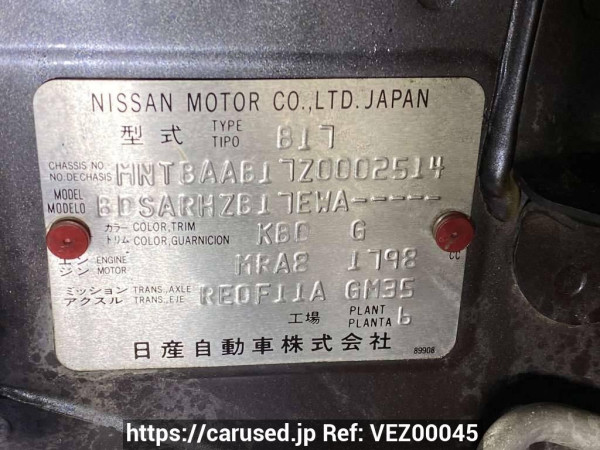 NISSAN MOTOR CO.,LTD. JAPAN
型式 TYPE TIPO B17
CHASSIS NO. NO. DE CHASIS MNTBAAB17Z0002514
MODEL MODELO BDSARHZB17EWA-----
カラー COLOR,TRIM トリム COLOR,GUARNICION KBC G
エンジン ENGINE MOTOR MRA8 1798 CC
ミッション TRANS.,AXLE アクスル TRANS.,EJE RE0F11A GM35
工場 PLANT PLANTA 6
日産自動車株式会社 89908
https://carused.jp Ref: VEZ00045